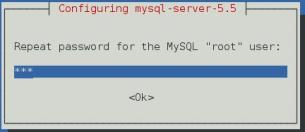 Configuring mysql-server-5.5
Repeat password for the MySQL "root" user:
***
<Ok>